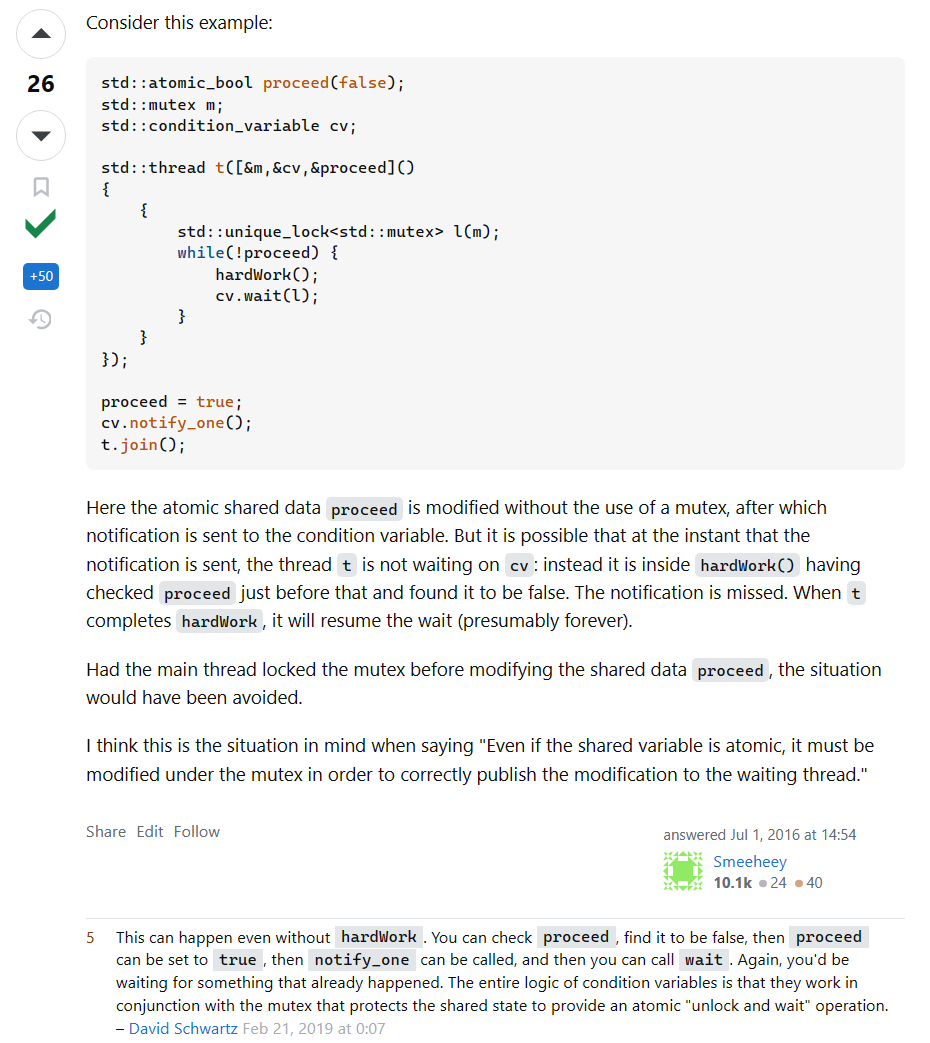 Consider this example:
26
std::atomic_bool proceed(false);
std::mutex m;
std::condition_variable cv;
std::thread t([&m,&cv,&proceed]()
{
    {
        std::unique_lock<std::mutex> l(m);
        while(!proceed) {
            hardWork();
            cv.wait(l);
        }
    }
});
proceed = true;
cv.notify_one();
t.join();
+50
Here the atomic shared data proceed is modified without the use of a mutex, after which
notification is sent to the condition variable. But it is possible that at the instant that the
notification is sent, the thread t is not waiting on cv: instead it is inside hardWork() having
checked proceed just before that and found it to be false. The notification is missed. When t
completes hardWork, it will resume the wait (presumably forever).
Had the main thread locked the mutex before modifying the shared data proceed, the situation
would have been avoided.
I think this is the situation in mind when saying "Even if the shared variable is atomic, it must be
modified under the mutex in order to correctly publish the modification to the waiting thread."
Share Edit Follow
answered Jul 1, 2016 at 14:54
Smeeheey
10.1k 24 40
5 This can happen even without hardWork. You can check proceed, find it to be false, then proceed
can be set to true, then notify_one can be called, and then you can call wait. Again, you'd be
waiting for something that already happened. The entire logic of condition variables is that they work in
conjunction with the mutex that protects the shared state to provide an atomic "unlock and wait" operation.
– David Schwartz Feb 21, 2019 at 0:07